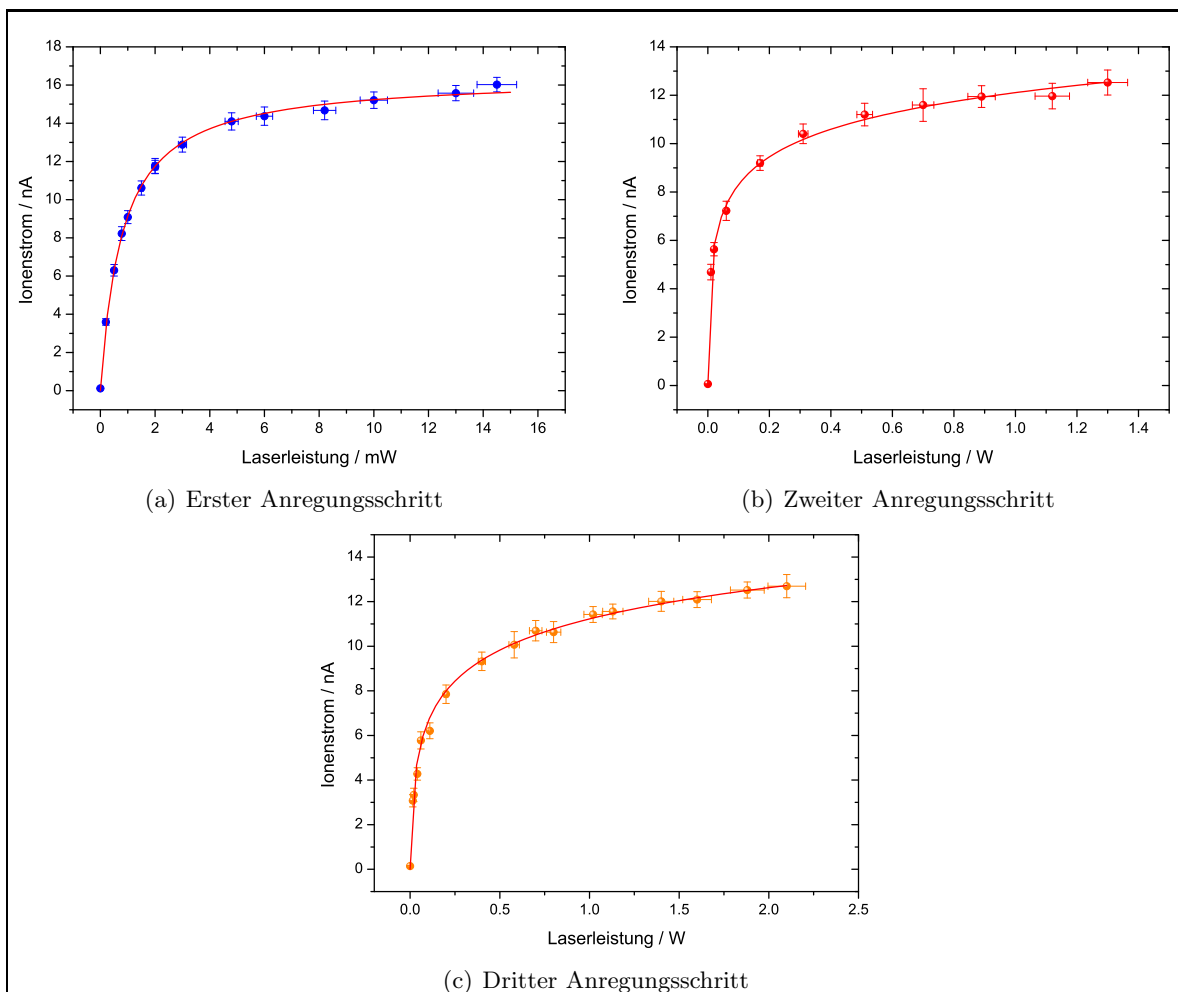 18
16
14
12
10
8
6
4
2
0
Ionenstrom / nA
0 2 4 6 8 10 12 14 16
Laserleistung / mW
(a) Erster Anregungsschritt
14
12
10
8
6
4
2
0
Ionenstrom / nA
0.0 0.2 0.4 0.6 0.8 1.0 1.2 1.4
Laserleistung / W
(b) Zweiter Anregungsschritt
14
12
10
8
6
4
2
0
Ionenstrom / nA
0.0 0.5 1.0 1.5 2.0 2.5
Laserleistung / W
(c) Dritter Anregungsschritt